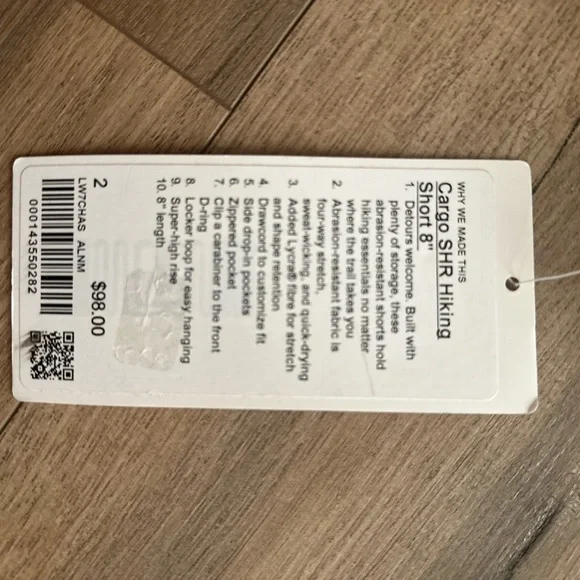 WHY WE MADE THIS
Cargo SHR Hiking
Short 8"
1. Detours welcome. Built with
plenty of storage, these
abrasion-resistant shorts hold
hiking essentials no matter
where the trail takes you
2. Abrasion-resistant fabric is
sweat-wicking, and quick-drying
four-way stretch,
3. Added Lycra® fibre for stretch
and shape retention
4. Drawcord to customize fit
5. Side drop-in pockets
6. Zippered pocket
7. Clip a carabiner to the front
D-ring
8. Locker loop for easy hanging
9. Super-high rise
10. 8" length
2 $98.00
LW7CHAS ALNM
000143550282